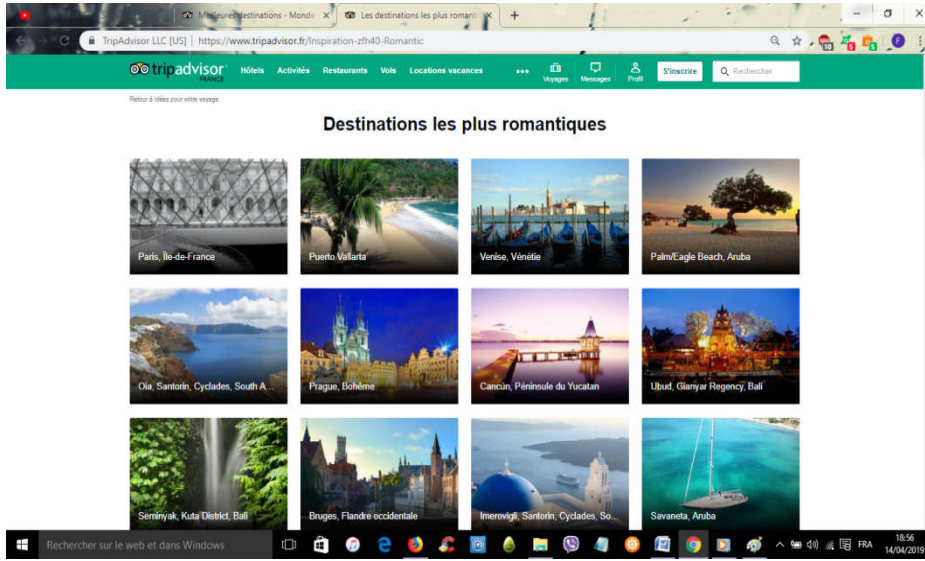 Meilleures destinations - Monde
Les destinations les plus romanti
TripAdvisor LLC [US] | https://www.tripadvisor.fr/Inspiration-zfh40-Romantic
tripadvisor FRANCE
Hôtels Activités Restaurants Vols Locations vacances ••• Voyages Messages Profil S'inscrire Rechercher
Retour à Idées pour votre voyage
Destinations les plus romantiques
Paris, Île-de-France
Puerto Vallarta
Venise, Vénétie
Palm/Eagle Beach, Aruba
Oia, Santorin, Cyclades, South A...
Prague, Bohême
Cancún, Péninsule du Yucatan
Ubud, Gianyar Regency, Bali
Seminyak, Kuta District, Bali
Bruges, Flandre occidentale
Imerovigli, Santorin, Cyclades, So...
Savaneta, Aruba
Rechercher sur le web et dans Windows
FRA
18:56
14/04/2019